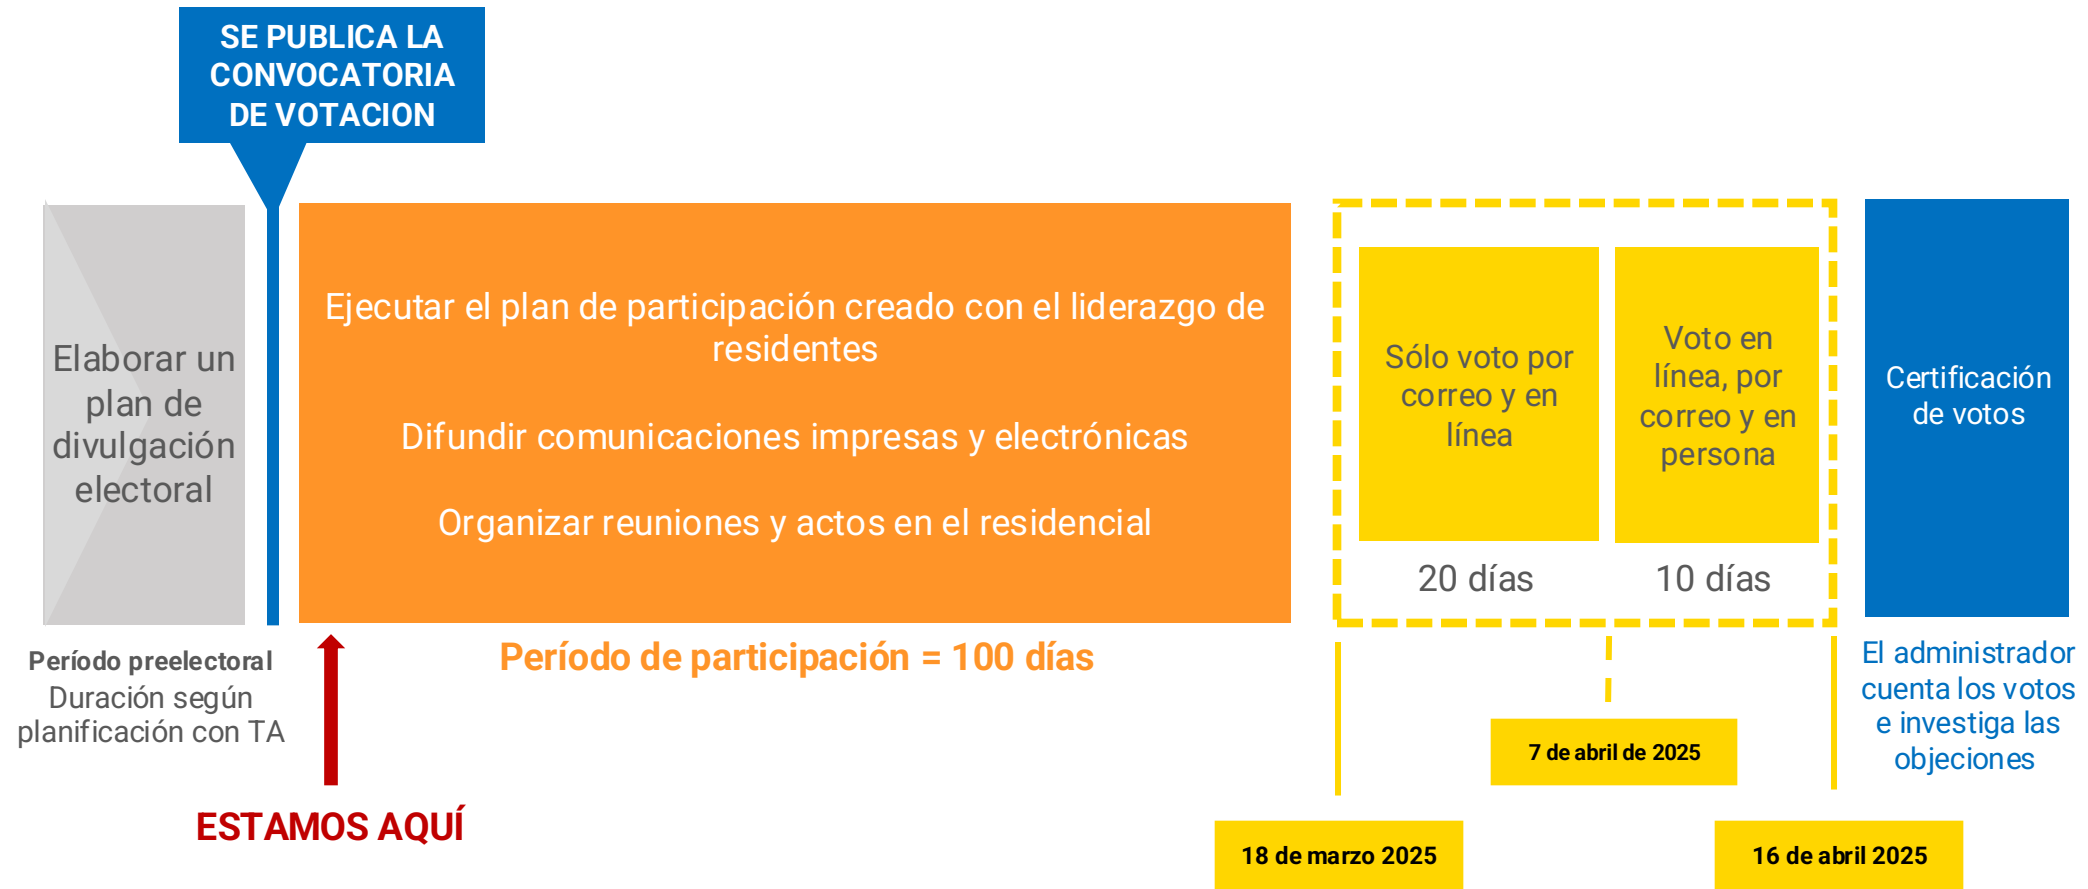 SE PUBLICA LA
CONVOCATORIA
DE VOTACION
Elaborar un
plan de
divulgación
electoral
Período preelectoral
Duración según
planificación con TA
Ejecutar el plan de participación creado con el liderazgo de
residentes
Difundir comunicaciones impresas y electrónicas
Organizar reuniones y actos en el residencial
Período de participación = 100 días
ESTAMOS AQUÍ
Sólo voto por
correo y en
línea
20 días
Voto en
línea, por
correo y en
persona
10 días
18 de marzo 2025
7 de abril de 2025
16 de abril 2025
Certificación
de votos
El administrador
cuenta los votos
e investiga las
objeciones